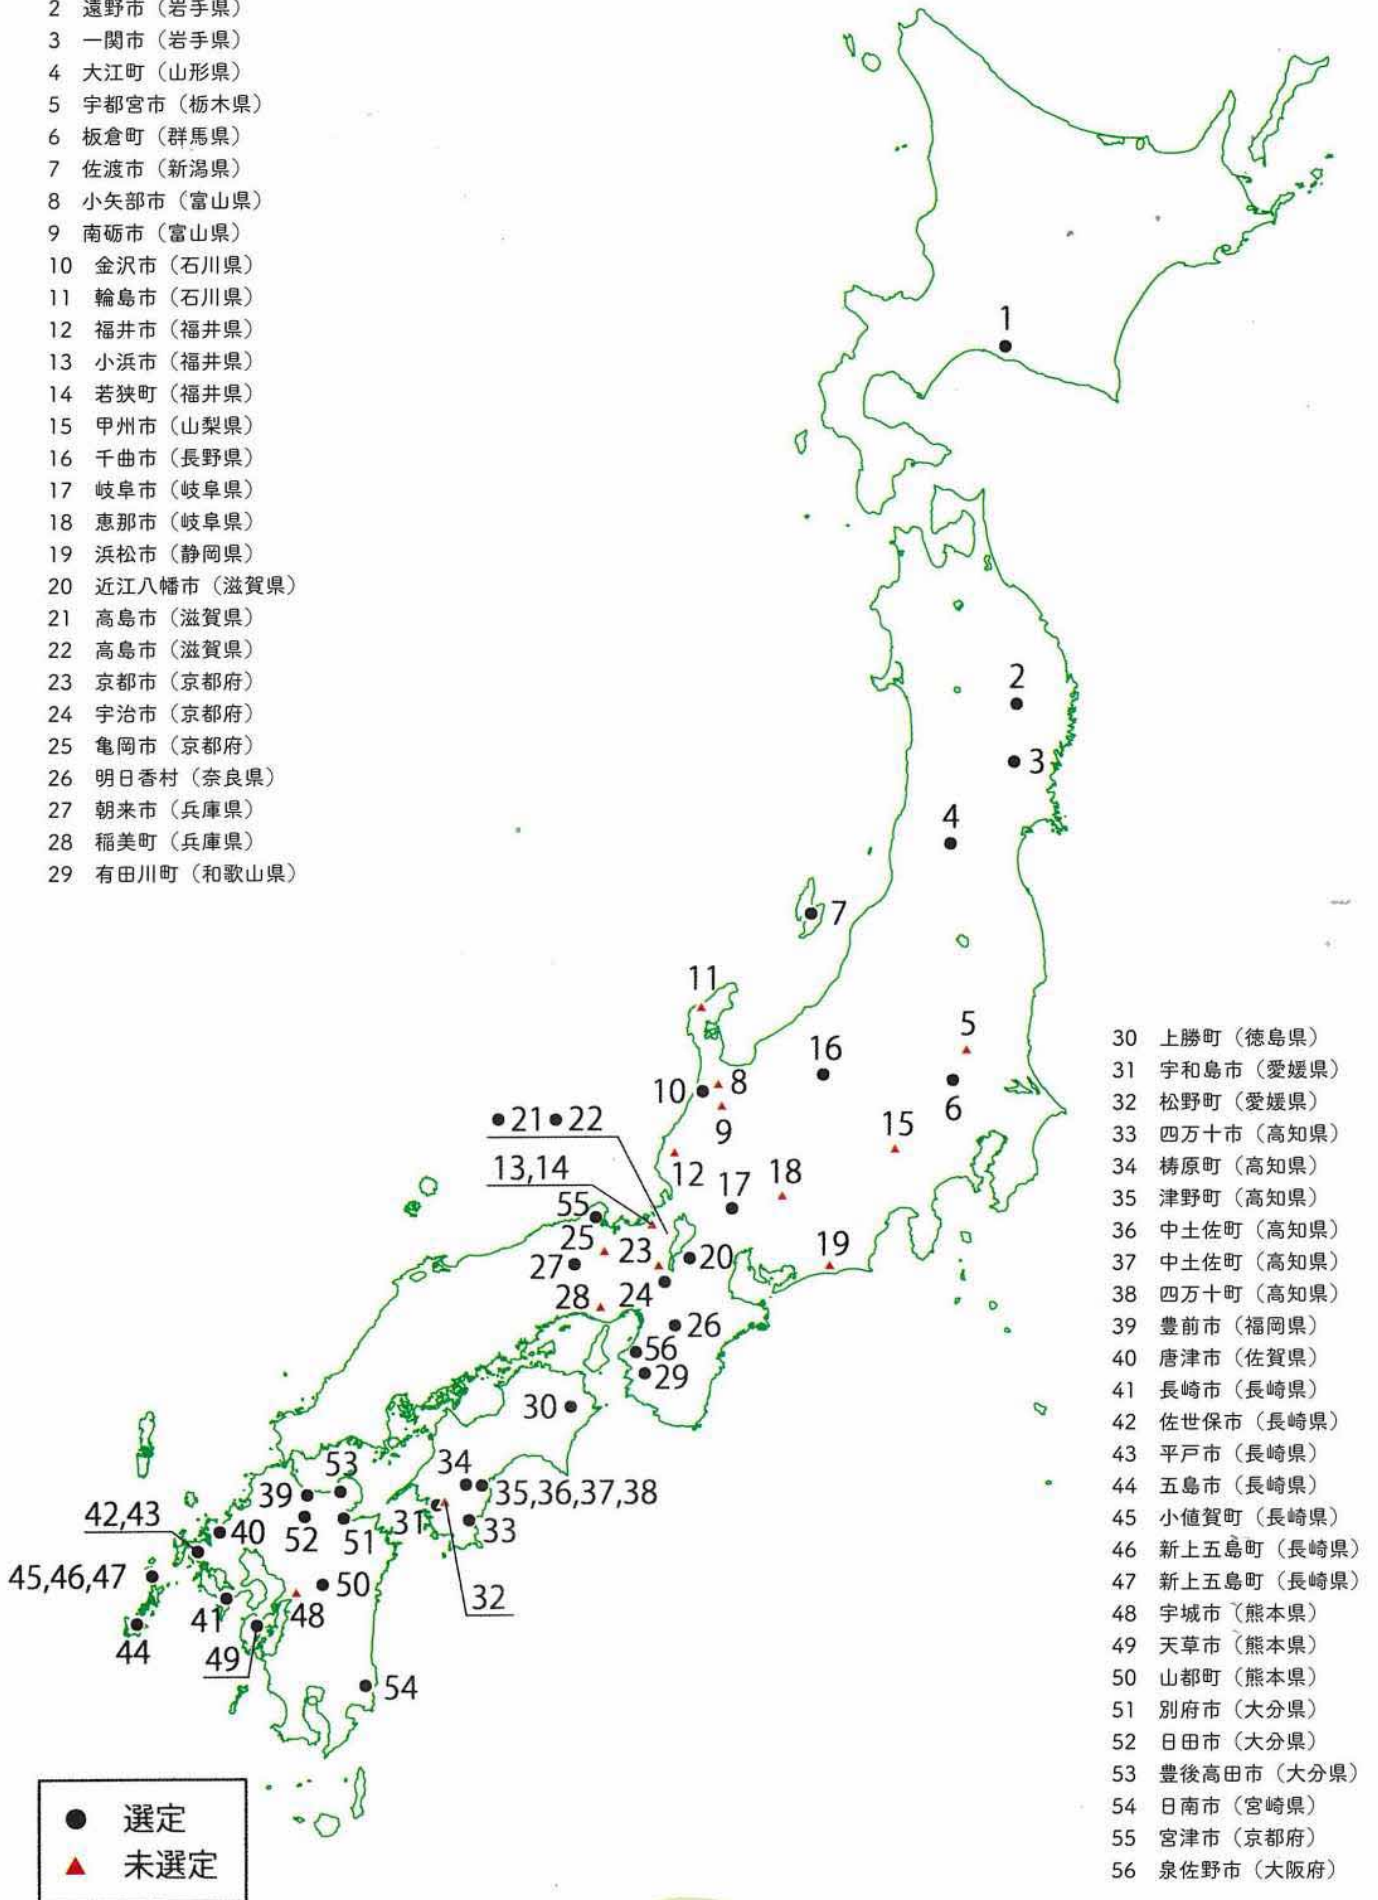 2 遠野市（岩手県）
3 一関市（岩手県）
4 大江町（山形県）
5 宇都宮市（栃木県）
6 板倉町（群馬県）
7 佐渡市（新潟県）
8 小矢部市（富山県）
9 南砺市（富山県）
10 金沢市（石川県）
11 輪島市（石川県）
12 福井市（福井県）
13 小浜市（福井県）
14 若狭町（福井県）
15 甲州市（山梨県）
16 千曲市（長野県）
17 岐阜市（岐阜県）
18 恵那市（岐阜県）
19 浜松市（静岡県）
20 近江八幡市（滋賀県）
21 高島市（滋賀県）
22 高島市（滋賀県）
23 京都市（京都府）
24 宇治市（京都府）
25 亀岡市（京都府）
26 明日香村（奈良県）
27 朝来市（兵庫県）
28 稲美町（兵庫県）
29 有田川町（和歌山県）
1
2
3
4
7
11
5
16
8
10
6
9
15
21 22
12
13,14
18
17
55
25
23
20
19
27
24
28
26
56
29
30
34
53
35,36,37,38
39
31
33
42,43
40
52
51
45,46,47
50
32
41
48
44
49
54
30 上勝町（徳島県）
31 宇和島市（愛媛県）
32 松野町（愛媛県）
33 四万十市（高知県）
34 梼原町（高知県）
35 津野町（高知県）
36 中土佐町（高知県）
37 中土佐町（高知県）
38 四万十町（高知県）
39 豊前市（福岡県）
40 唐津市（佐賀県）
41 長崎市（長崎県）
42 佐世保市（長崎県）
43 平戸市（長崎県）
44 五島市（長崎県）
45 小値賀町（長崎県）
46 新上五島町（長崎県）
47 新上五島町（長崎県）
48 宇城市（熊本県）
49 天草市（熊本県）
50 山都町（熊本県）
51 別府市（大分県）
52 日田市（大分県）
53 豊後高田市（大分県）
54 日南市（宮崎県）
55 宮津市（京都府）
56 泉佐野市（大阪府）
● 選定
▲ 未選定